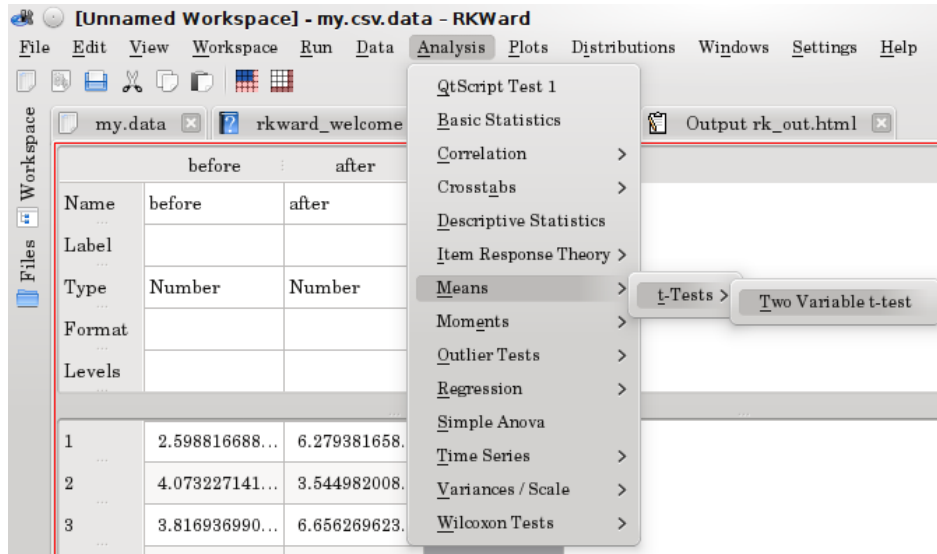 [Unnamed Workspace] - my.csv.data - RKWard
File Edit View Workspace Run Data Analysis Plots Distributions Windows Settings Help
my.data rkward_welcome Output rk_out.html
Workspace
Files
before after
Name before after
Label
Type Number Number
Format
Levels
1 2.598816688... 6.279381658.
2 4.073227141... 3.544982008.
3 3.816936990... 6.656269623.
QtScript Test 1
Basic Statistics
Correlation >
Crosstabs >
Descriptive Statistics
Item Response Theory >
Means >
Moments >
Outlier Tests >
Regression >
Simple Anova
Time Series >
Variances / Scale >
Wilcoxon Tests >
t-Tests >
Two Variable t-test